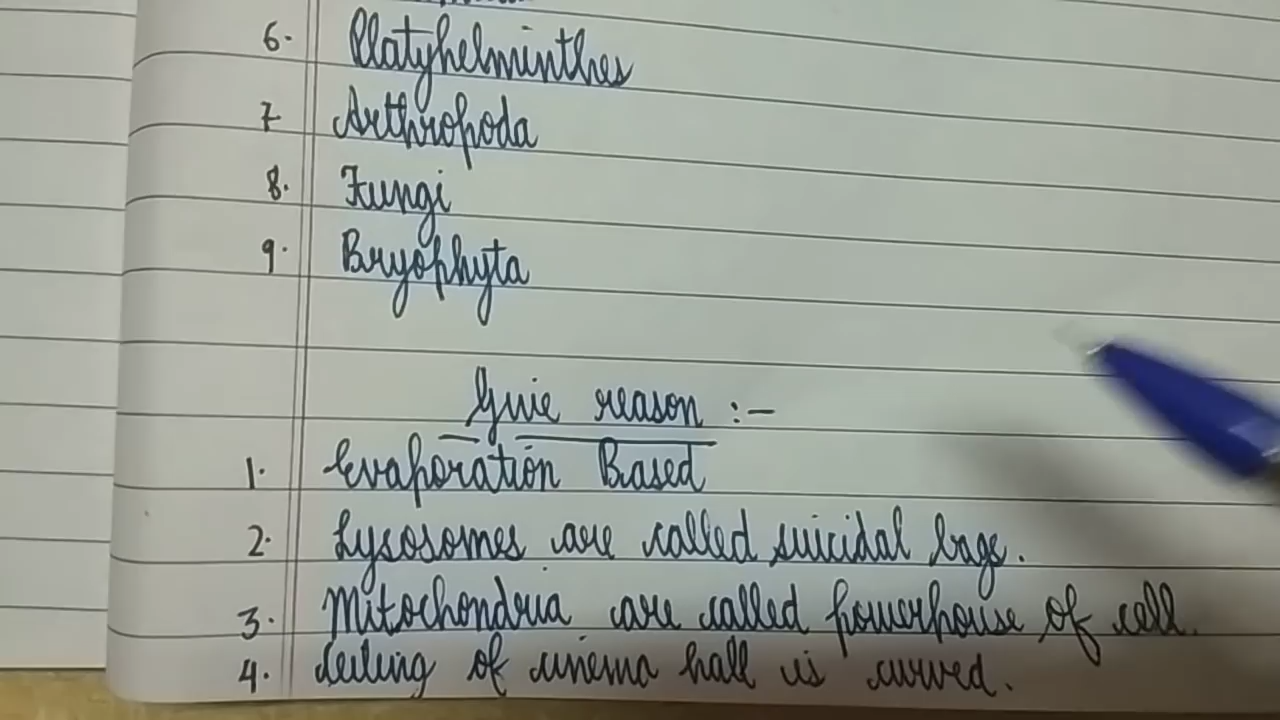 6. Platyhelminthes
7 Arthropoda
8. Fungi
9. Bryophyta
Give reason :-
1. Evaporation Based
2. Lysosomes are called suicidal bags.
3. Mitochondria are called powerhouse of cell.
4. Ceiling of cinema hall is curved.